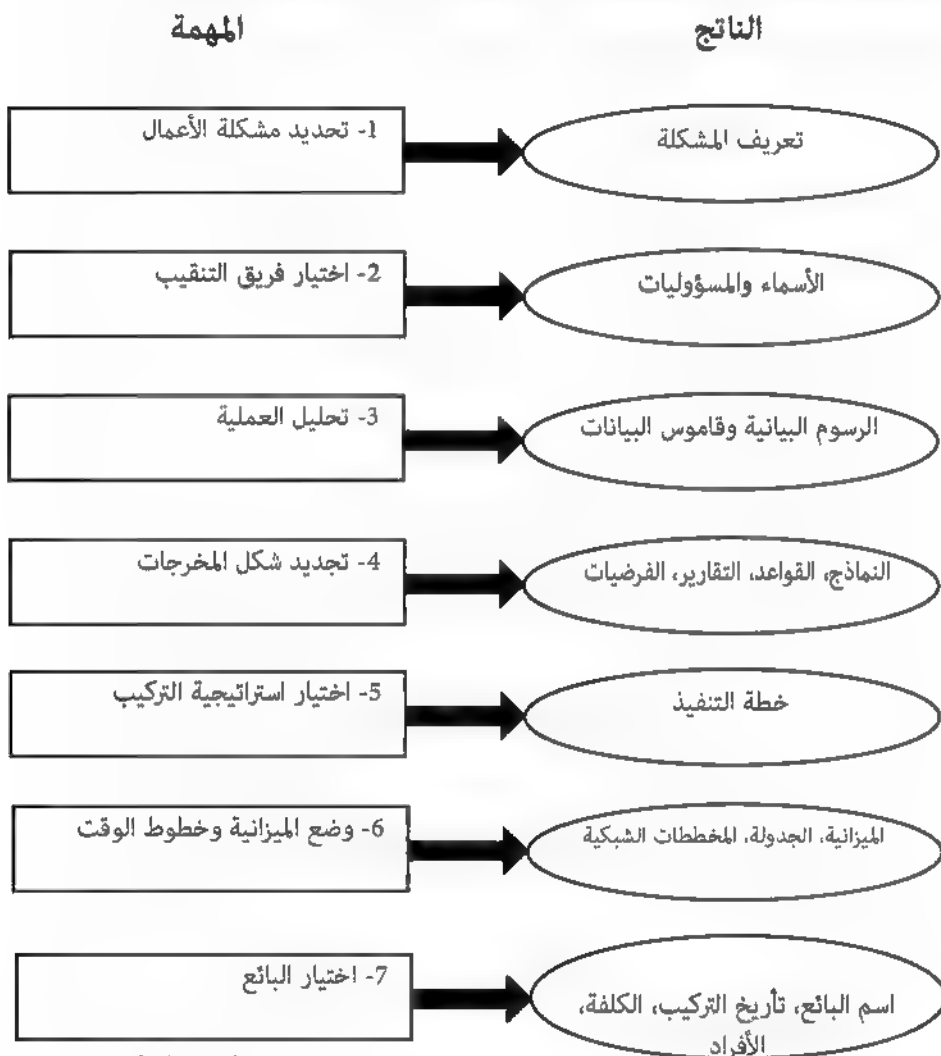 المهمة
الناتج
1- تحديد مشكلة الأعمال
تعريف المشكلة
2- اختيار فريق التنقيب
الأسماء والمسؤوليات
3- تحليل العملية
الرسوم البيانية وقاموس البيانات
4- تجديد شكل المخرجات
النماذج، القواعد، التقارير، الفرضيات
5- اختيار استراتيجية التركيب
خطة التنفيذ
6- وضع الميزانية وخطوط الوقت
الميزانية، الجدولة، المخططات الشبكية
7- اختيار البائع
اسم البائع، تأريخ التركيب، الكلفة،
الأفراد